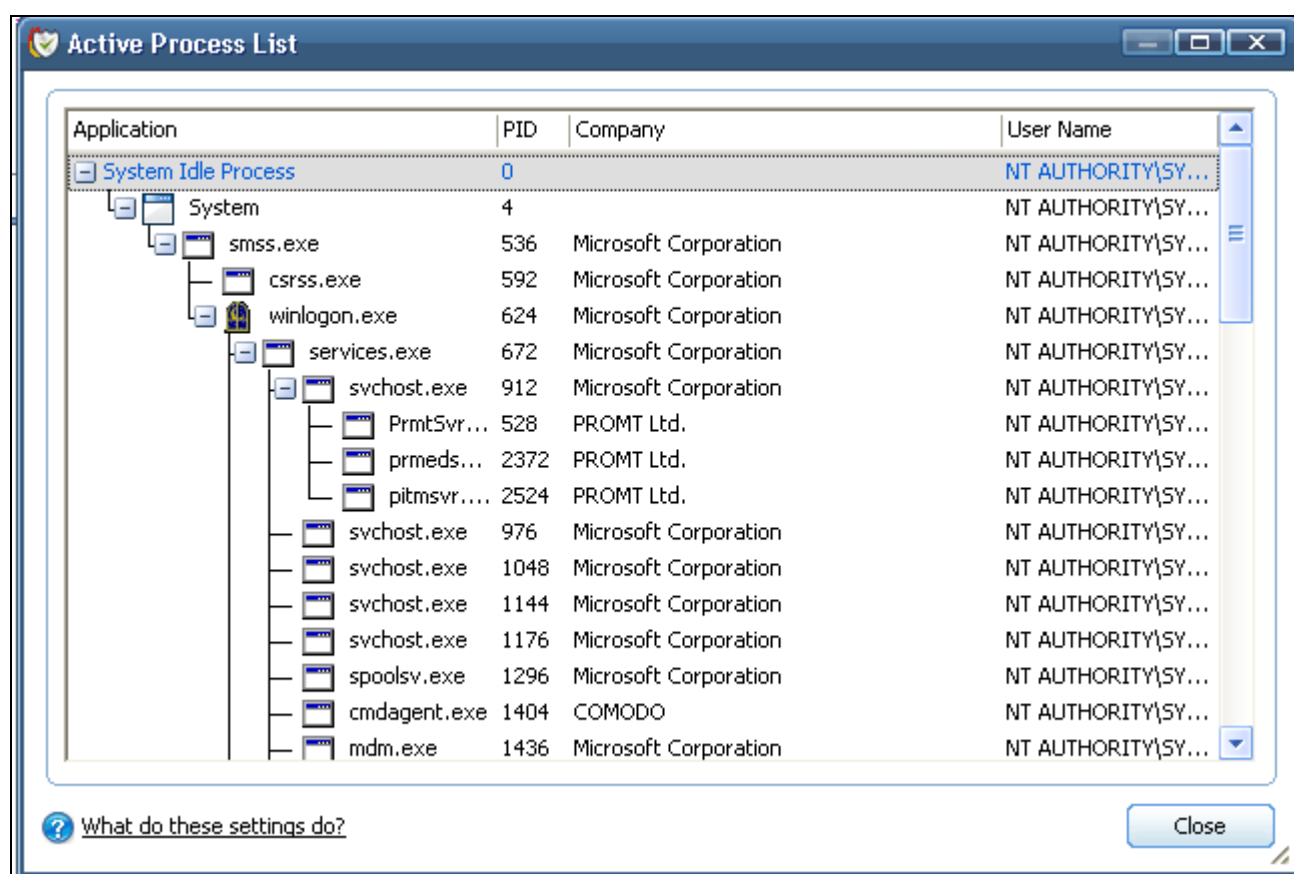 Active Process List
Application PID Company User Name
System Idle Process 0 NT AUTHORITY\SY...
System 4 NT AUTHORITY\SY...
smss.exe 536 Microsoft Corporation NT AUTHORITY\SY...
csrss.exe 592 Microsoft Corporation NT AUTHORITY\SY...
winlogon.exe 624 Microsoft Corporation NT AUTHORITY\SY...
services.exe 672 Microsoft Corporation NT AUTHORITY\SY...
svchost.exe 912 Microsoft Corporation NT AUTHORITY\SY...
PrmtSvr... 528 PROMT Ltd. NT AUTHORITY\SY...
prmeds... 2372 PROMT Ltd. NT AUTHORITY\SY...
pitmsvr.... 2524 PROMT Ltd. NT AUTHORITY\SY...
svchost.exe 976 Microsoft Corporation NT AUTHORITY\SY...
svchost.exe 1048 Microsoft Corporation NT AUTHORITY\SY...
svchost.exe 1144 Microsoft Corporation NT AUTHORITY\SY...
svchost.exe 1176 Microsoft Corporation NT AUTHORITY\SY...
spoolsv.exe 1296 Microsoft Corporation NT AUTHORITY\SY...
cmdagent.exe 1404 COMODO NT AUTHORITY\SY...
mdm.exe 1436 Microsoft Corporation NT AUTHORITY\SY...
What do these settings do?
Close